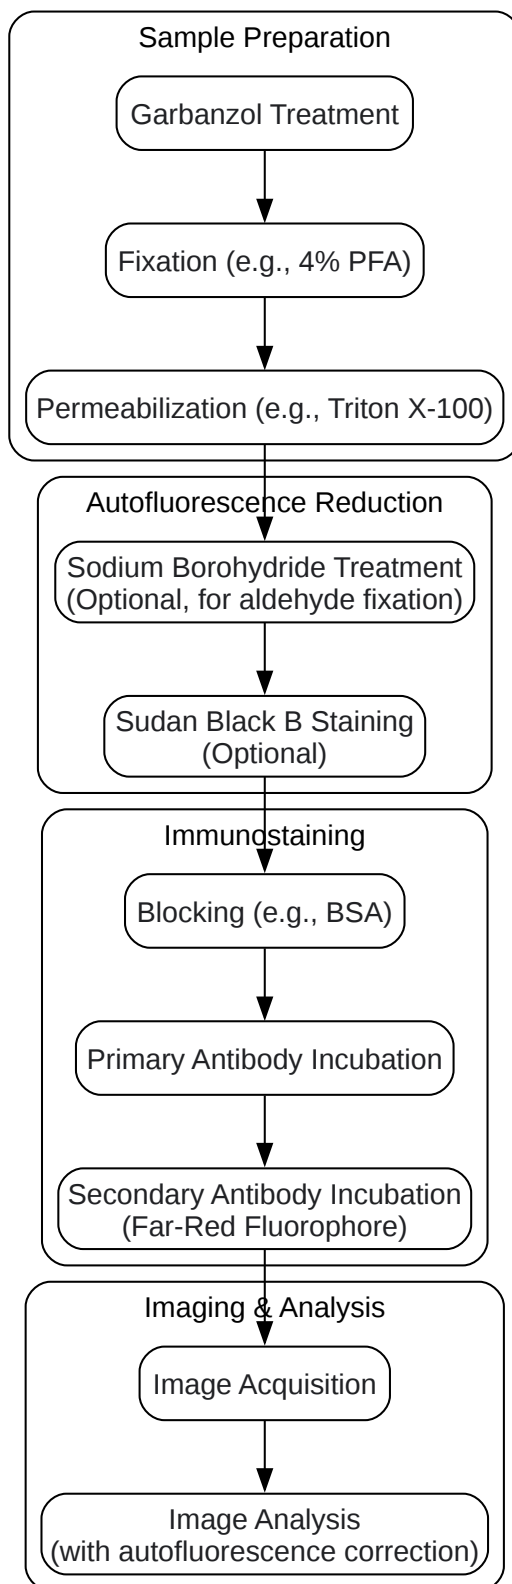 Sample Preparation
Garbanzol Treatment
Fixation (e.g., 4% PFA)
Permeabilization (e.g., Triton X-100)
Autofluorescence Reduction
Sodium Borohydride Treatment
(Optional, for aldehyde fixation)
Sudan Black B Staining
(Optional)
Immunostaining
Blocking (e.g., BSA)
Primary Antibody Incubation
Secondary Antibody Incubation
(Far-Red Fluorophore)
Imaging & Analysis
Image Acquisition
Image Analysis
(with autofluorescence correction)